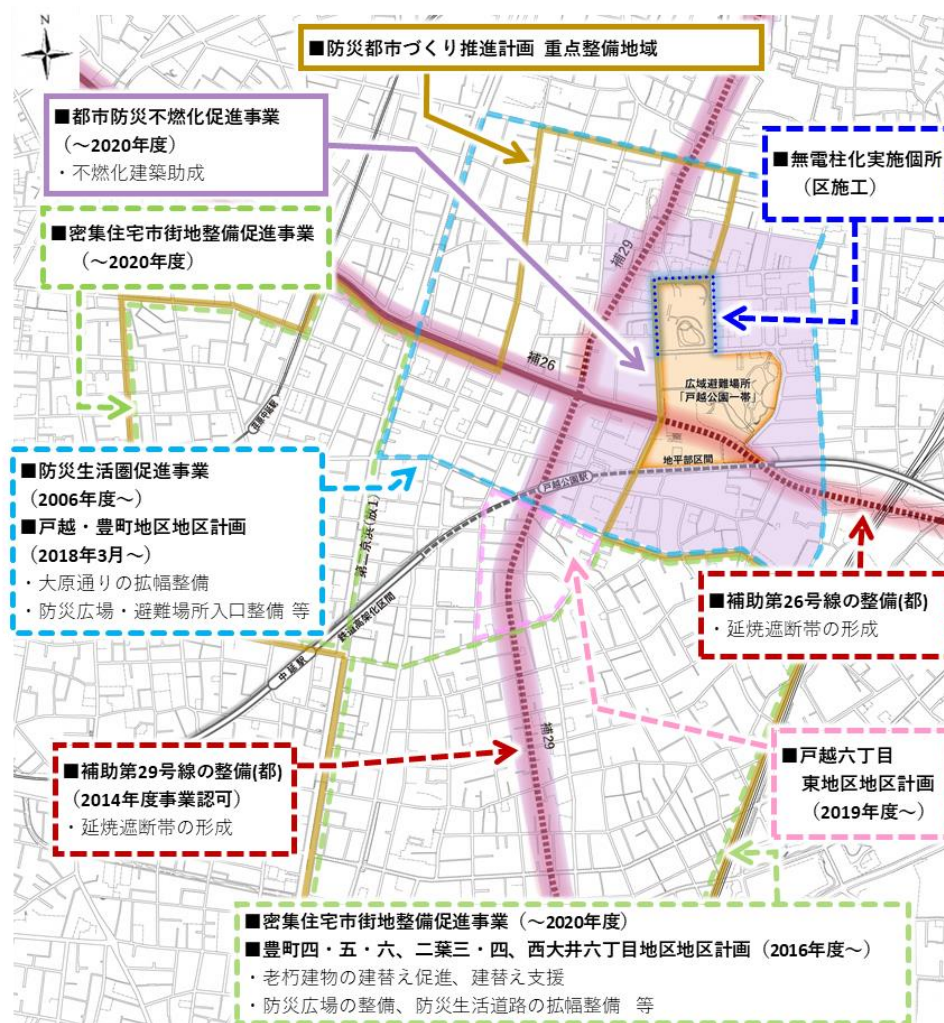 N
■防災都市づくり推進計画 重点整備地域
■都市防災不燃化促進事業
（～2020年度）
・不燃化建築助成
■無電柱化実施個所
（区施工）
■密集住宅市街地整備促進事業
（～2020年度）
補29
補26
広域避難場所
「戸越公園一帯」
地平部区間
戸越公園駅
荏原中延駅
■防災生活圏促進事業
（2006年度～）
■戸越・豊町地区地区計画
（2018年3月～）
・大原通りの拡幅整備
・防災広場・避難場所入口整備 等
第二京浜(放1)
鉄道高架化区間
中延駅
■補助第26号線の整備(都)
・延焼遮断帯の形成
補29
■補助第29号線の整備(都)
（2014年度事業認可）
・延焼遮断帯の形成
■戸越六丁目
東地区地区計画
（2019年度～）
■密集住宅市街地整備促進事業（～2020年度）
■豊町四・五・六、二葉三・四、西大井六丁目地区地区計画（2016年度～）
・老朽建物の建替え促進、建替え支援
・防災広場の整備、防災生活道路の拡幅整備 等